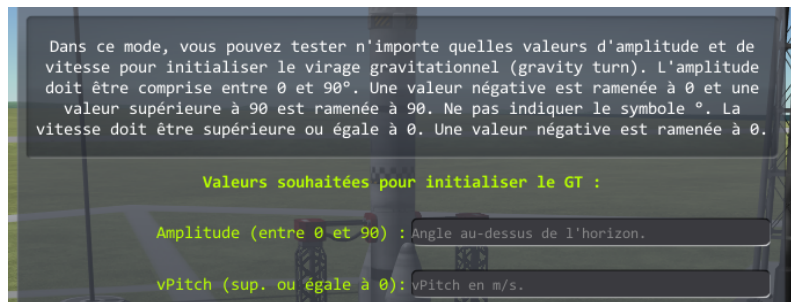 Dans ce mode, vous pouvez tester n'importe quelles valeurs d'amplitude et de
vitesse pour initialiser le virage gravitationnel (gravity turn). L'amplitude
doit être comprise entre 0 et 90°. Une valeur négative est ramenée à 0 et une
valeur supérieure à 90 est ramenée à 90. Ne pas indiquer le symbole °. La
vitesse doit être supérieure ou égale à 0. Une valeur négative est ramenée à 0.
Valeurs souhaitées pour initialiser le GT :
Amplitude (entre 0 et 90) : Angle au-dessus de l'horizon.
vPitch (sup. ou égale à 0): vPitch en m/s.